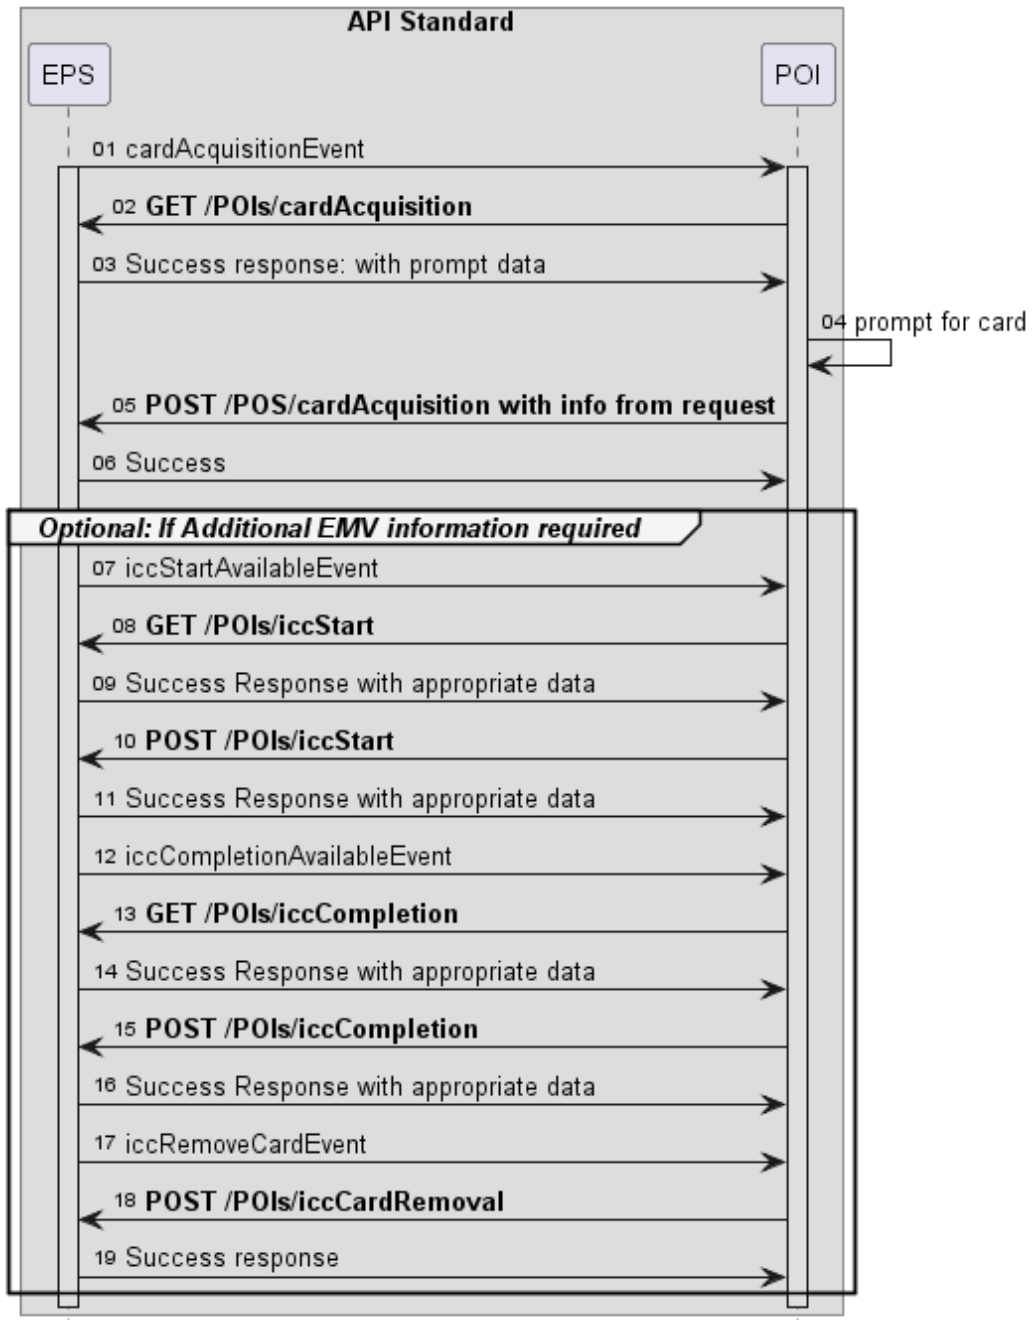 API Standard
EPS
POI
01 cardAcquisitionEvent
02 GET /POIs/cardAcquisition
03 Success response: with prompt data
04 prompt for card
05 POST /POS/cardAcquisition with info from request
06 Success
Optional: If Additional EMV information required
07 iccStartAvailableEvent
08 GET /POIs/iccStart
09 Success Response with appropriate data
10 POST /POIs/iccStart
11 Success Response with appropriate data
12 iccCompletionAvailableEvent
13 GET /POIs/iccCompletion
14 Success Response with appropriate data
15 POST /POIs/iccCompletion
16 Success Response with appropriate data
17 iccRemoveCardEvent
18 POST /POIs/iccCardRemoval
19 Success response